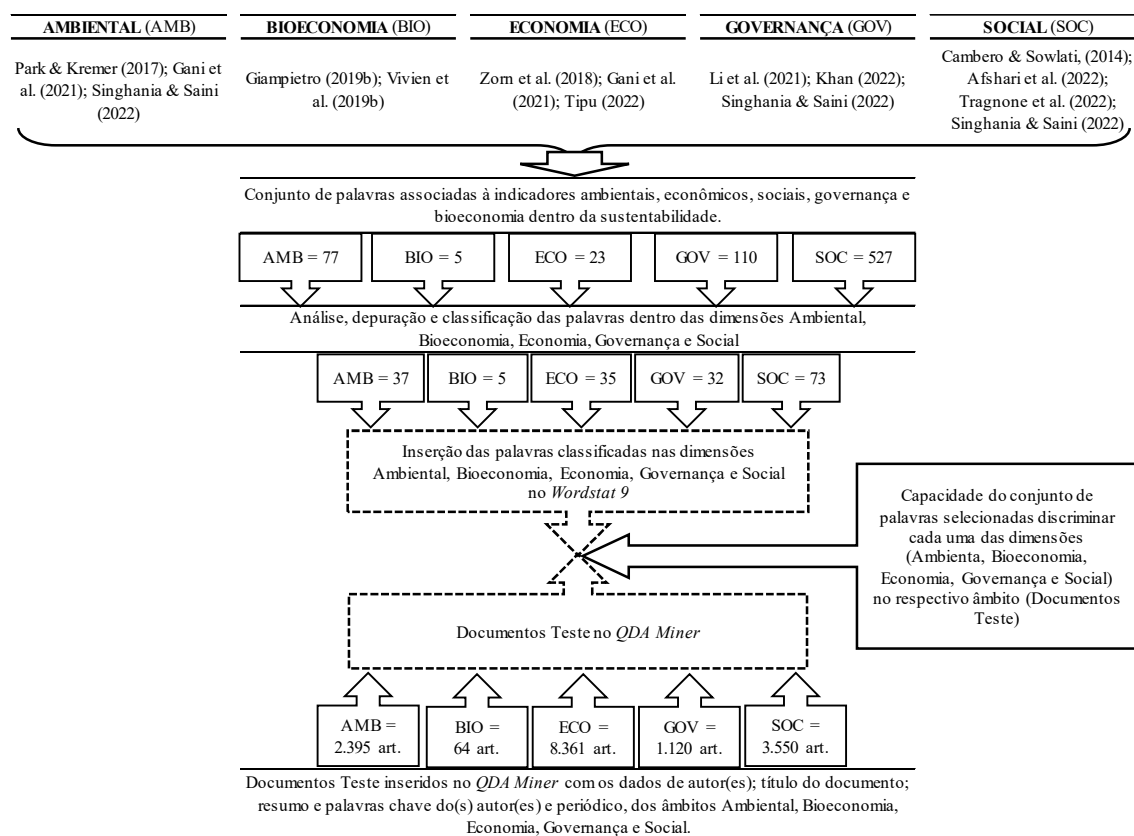 AMBIENTAL (AMB)
Park & Kremer (2017); Gani
et al. (2021); Singhania & Saini
(2022)
BIOECONOMIA (BIO)
Giampietro (2019b); Vivien
et al. (2019b)
ECONOMIA (ECO)
Zorn et al. (2018); Gani et al.
(2021); Tipu (2022)
GOVERNANÇA (GOV)
Li et al. (2021); Khan (2022);
Singhania & Saini (2022)
SOCIAL (SOC)
Cambero & Sowlati, (2014);
Afshari et al. (2022);
Tragnone et al. (2022);
Singhania & Saini (2022)
Conjunto de palavras associadas à indicadores ambientais, econômicos, sociais, governança e
bioeconomia dentro da sustentabilidade.
AMB = 77
BIO = 5
ECO = 23
GOV = 110
SOC = 527
Análise, depuração e classificação das palavras dentro das dimensões Ambiental,
Bioeconomia, Economia, Governança e Social
AMB = 37
BIO = 5
ECO = 35
GOV = 32
SOC = 73
Inserção das palavras classificadas nas dimensões
Ambiental, Bioeconomia, Economia, Governança e Social
no Wordstat 9
Capacidade do conjunto de
palavras selecionadas discriminar
cada uma das dimensões
(Ambienta, Bioeconomia,
Economia, Governança e Social)
no respectivo âmbito (Documentos
Teste)
Documentos Teste no QDA Miner
AMB =
2.395 art.
BIO =
64 art.
ECO =
8.361 art.
GOV =
1.120 art.
SOC =
3.550 art.
Documentos Teste inseridos no QDA Miner com os dados de autor(es); título do documento;
resumo e palavras chave do(s) autor(es) e periódico, dos âmbitos Ambiental, Bioeconomia,
Economia, Governança e Social.